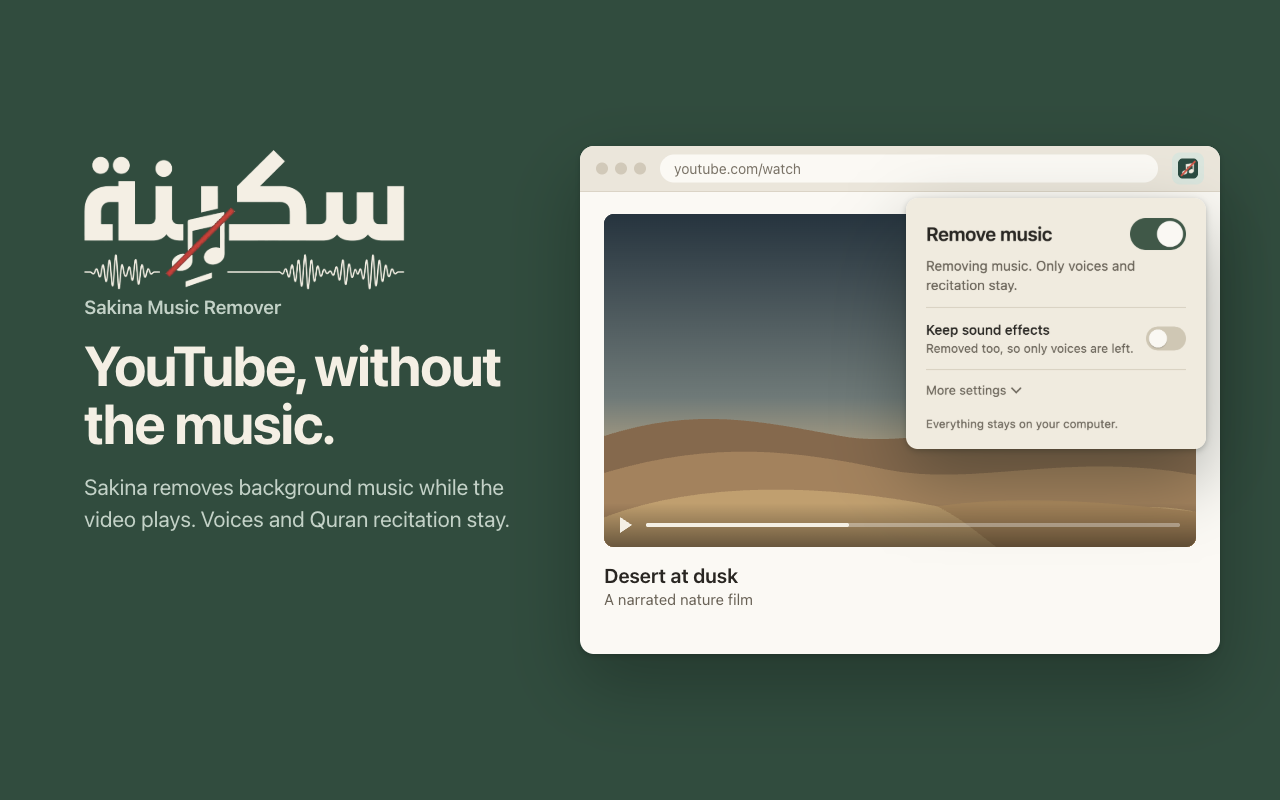 سكينة
Sakina Music Remover
YouTube, without
the music.
Sakina removes background music while the
video plays. Voices and Quran recitation stay.
youtube.com/watch
Remove music
Removing music. Only voices and
recitation stay.
Keep sound effects
Removed too, so only voices are left.
More settings
Everything stays on your computer.
Desert at dusk
A narrated nature film